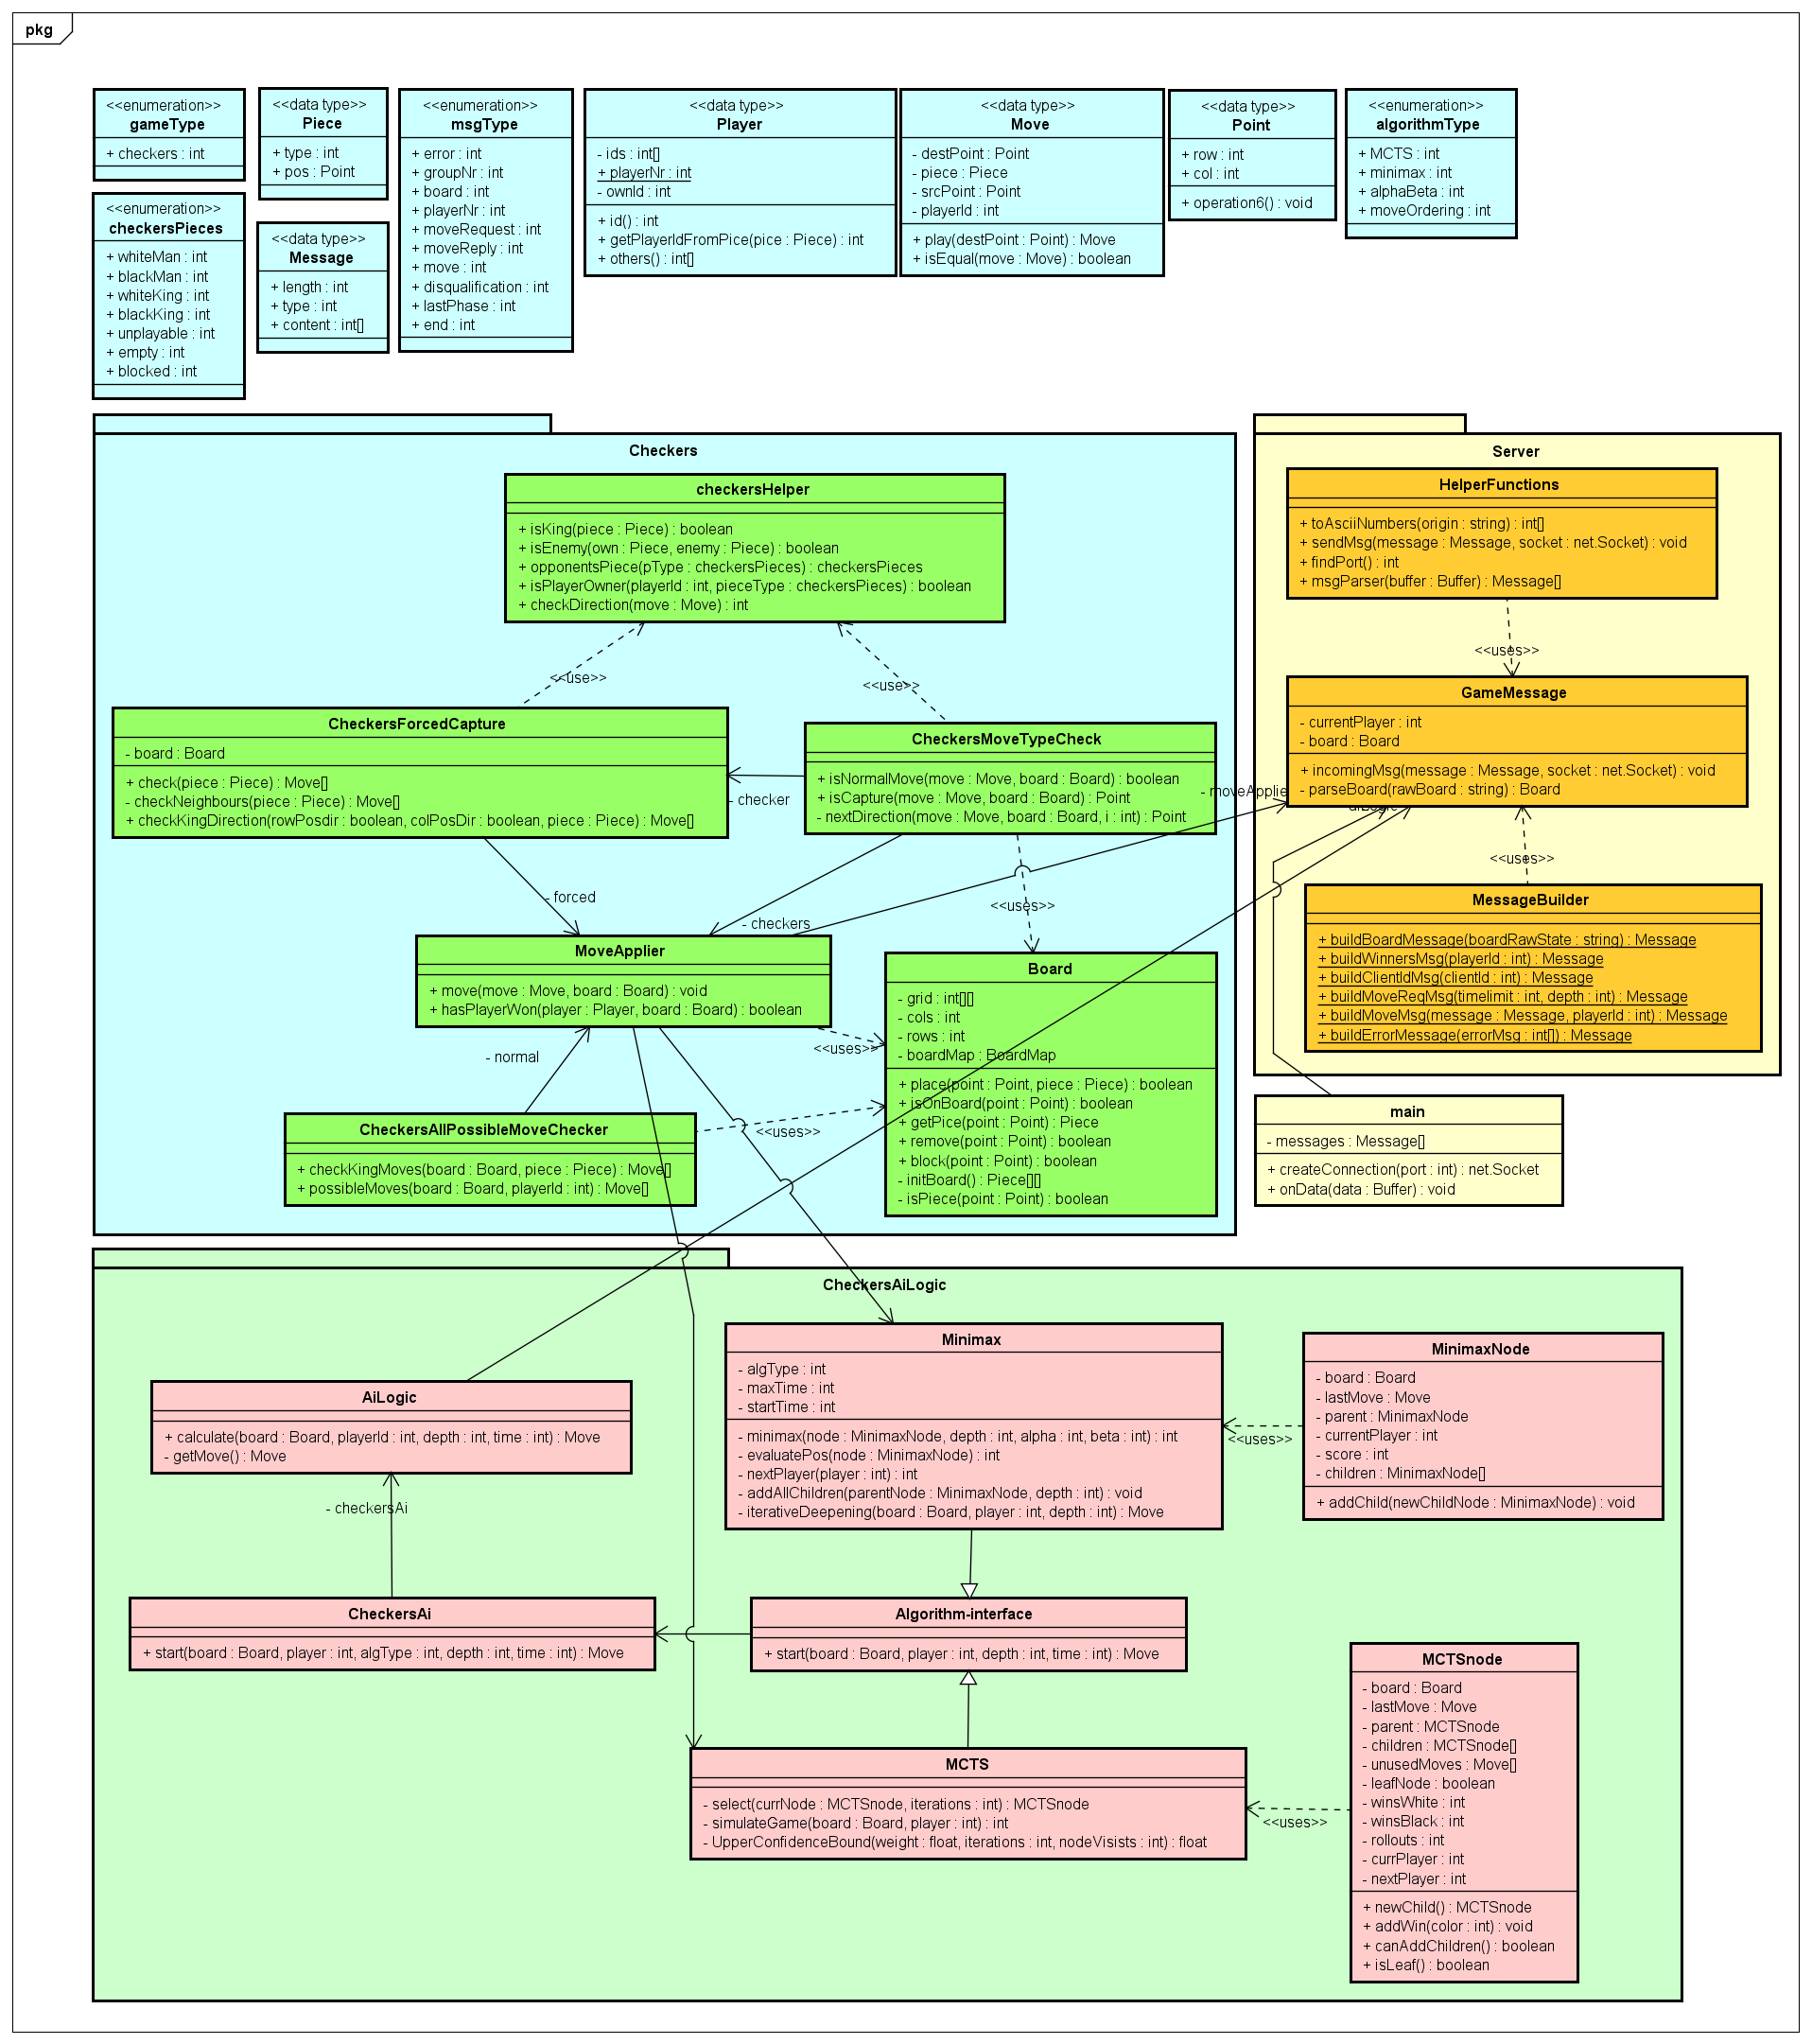 pkg
<<enumeration>>
gameType
+ checkers : int
<<data type>>
Piece
+ type : int
+ pos : Point
<<enumeration>>
msgType
+ error : int
+ groupNr : int
+ board : int
+ playerNr : int
+ moveRequest : int
+ moveReply : int
+ move : int
+ disqualification : int
+ lastPhase : int
+ end : int
<<data type>>
Player
- ids : int[]
+ playerNr : int
- ownId : int
+ id() : int
+ getPlayerIdFromPice(pice : Piece) : int
+ others() : int[]
<<data type>>
Move
- destPoint : Point
- piece : Piece
- srcPoint : Point
- playerId : int
+ play(destPoint : Point) : Move
+ isEqual(move : Move) : boolean
<<data type>>
Point
+ row : int
+ col : int
+ operation6() : void
<<enumeration>>
algorithmType
+ MCTS : int
+ minimax : int
+ alphaBeta : int
+ moveOrdering : int
<<enumeration>>
checkersPieces
+ whiteMan : int
+ blackMan : int
+ whiteKing : int
+ blackKing : int
+ unplayable : int
+ empty : int
+ blocked : int
<<data type>>
Message
+ length : int
+ type : int
+ content : int[]
Checkers
checkersHelper
+ isKing(piece : Piece) : boolean
+ isEnemy(own : Piece, enemy : Piece) : boolean
+ opponentsPiece(pType : checkersPieces) : checkersPieces
+ isPlayerOwner(playerId : int, pieceType : checkersPieces) : boolean
+ checkDirection(move : Move) : int
<<use>>
<<use>>
CheckersForcedCapture
- board : Board
+ check(piece : Piece) : Move[]
- checkNeighbours(piece : Piece) : Move[]
+ checkKingDirection(rowPosdir : boolean, colPosDir : boolean, piece : Piece) : Move[]
- checker
CheckersMoveTypeCheck
+ isNormalMove(move : Move, board : Board) : boolean
+ isCapture(move : Move, board : Board) : Point
- nextDirection(move : Move, board : Board, i : int) : Point
- moveApplie
- forced
- checkers
<<uses>>
MoveApplier
+ move(move : Move, board : Board) : void
+ hasPlayerWon(player : Player, board : Board) : boolean
- normal
<<uses>>
<<uses>>
CheckersAllPossibleMoveChecker
+ checkKingMoves(board : Board, piece : Piece) : Move[]
+ possibleMoves(board : Board, playerId : int) : Move[]
Board
- grid : int[][]
- cols : int
- rows : int
- boardMap : BoardMap
+ place(point : Point, piece : Piece) : boolean
+ isOnBoard(point : Point) : boolean
+ getPice(point : Point) : Piece
+ remove(point : Point) : boolean
+ block(point : Point) : boolean
- initBoard() : Piece[][]
- isPiece(point : Point) : boolean
Server
HelperFunctions
+ toAsciiNumbers(origin : string) : int[]
+ sendMsg(message : Message, socket : net.Socket) : void
+ findPort() : int
+ msgParser(buffer : Buffer) : Message[]
<<uses>>
GameMessage
- currentPlayer : int
- board : Board
+ incomingMsg(message : Message, socket : net.Socket) : void
- parseBoard(rawBoard : string) : Board
<<uses>>
MessageBuilder
+ buildBoardMessage(boardRawState : string) : Message
+ buildWinnersMsg(playerId : int) : Message
+ buildClientIdMsg(clientId : int) : Message
+ buildMoveReqMsg(timelimit : int, depth : int) : Message
+ buildMoveMsg(message : Message, playerId : int) : Message
+ buildErrorMessage(errorMsg : int[]) : Message
main
- messages : Message[]
+ createConnection(port : int) : net.Socket
+ onData(data : Buffer) : void
CheckersAiLogic
AiLogic
+ calculate(board : Board, playerId : int, depth : int, time : int) : Move
- getMove() : Move
- checkersAi
CheckersAi
+ start(board : Board, player : int, algType : int, depth : int, time : int) : Move
Minimax
- algType : int
- maxTime : int
- startTime : int
- minimax(node : MinimaxNode, depth : int, alpha : int, beta : int) : int
- evaluatePos(node : MinimaxNode) : int
- nextPlayer(player : int) : int
- addAllChildren(parentNode : MinimaxNode, depth : int) : void
- iterativeDeepening(board : Board, player : int, depth : int) : Move
<<uses>>
MinimaxNode
- board : Board
- lastMove : Move
- parent : MinimaxNode
- currentPlayer : int
- score : int
- children : MinimaxNode[]
+ addChild(newChildNode : MinimaxNode) : void
Algorithm-interface
+ start(board : Board, player : int, depth : int, time : int) : Move
MCTS
- select(currNode : MCTSnode, iterations : int) : MCTSnode
- simulateGame(board : Board, player : int) : int
- UpperConfidenceBound(weight : float, iterations : int, nodeVisists : int) : float
<<uses>>
MCTSnode
- board : Board
- lastMove : Move
- parent : MCTSnode
- children : MCTSnode[]
- unusedMoves : Move[]
- leafNode : boolean
- winsWhite : int
- winsBlack : int
- rollouts : int
- currPlayer : int
- nextPlayer : int
+ newChild() : MCTSnode
+ addWin(color : int) : void
+ canAddChildren() : boolean
+ isLeaf() : boolean